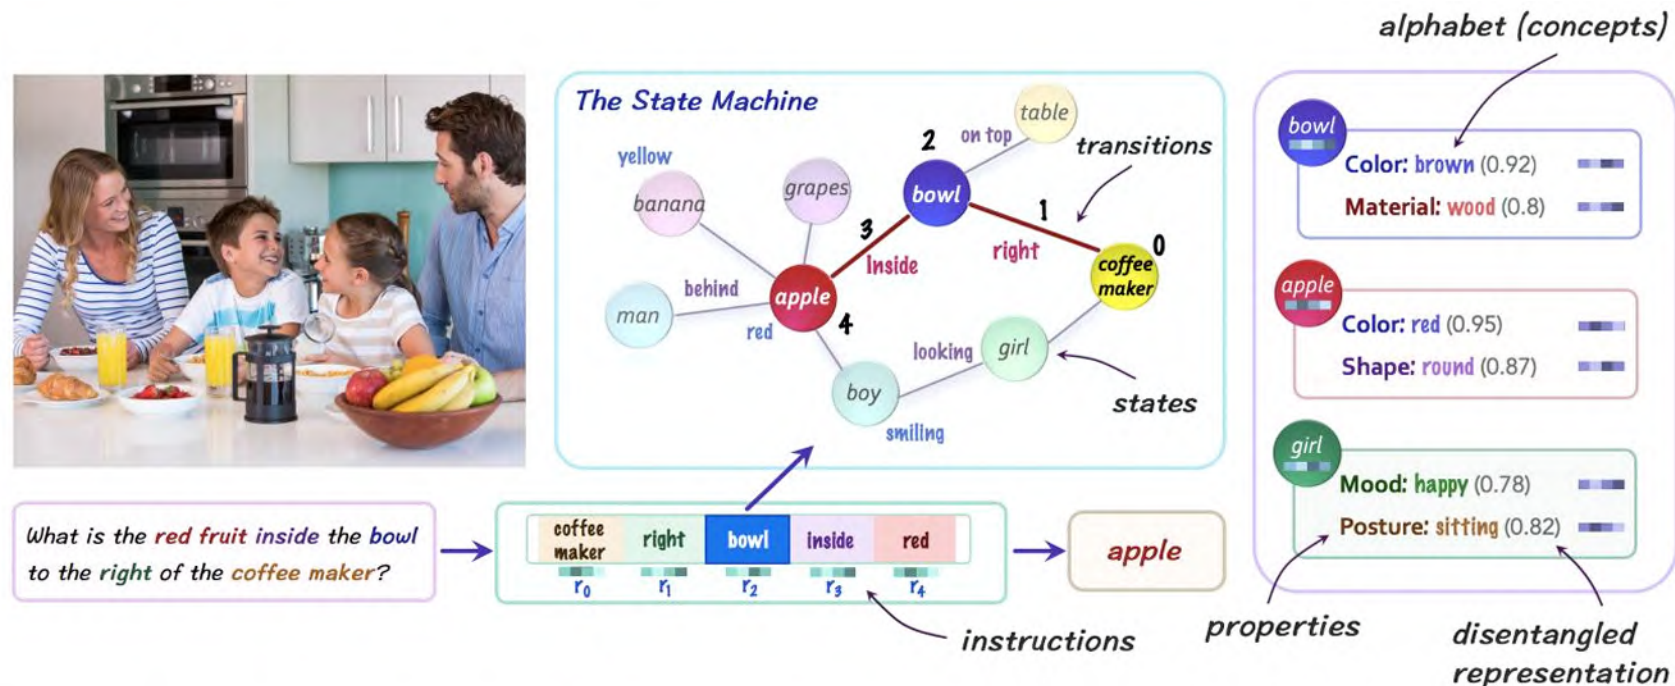 alphabet (concepts)
The State Machine
table
2
on top
transitions
yellow
grapes
bowl
banana
1
3
right
0
Inside
coffee
maker
behind
apple
man
red
4
looking
girl
boy
states
smiling
bowl
Color: brown (0.92)
Material: wood (0.8)
apple
Color: red (0.95)
Shape: round (0.87)
girl
Mood: happy (0.78)
Posture: sitting (0.82)
properties
disentangled
representation
What is the red fruit inside the bowl
to the right of the coffee maker?
coffee
maker
right
bowl
inside
red
r0
r1
r2
r3
r4
instructions
apple